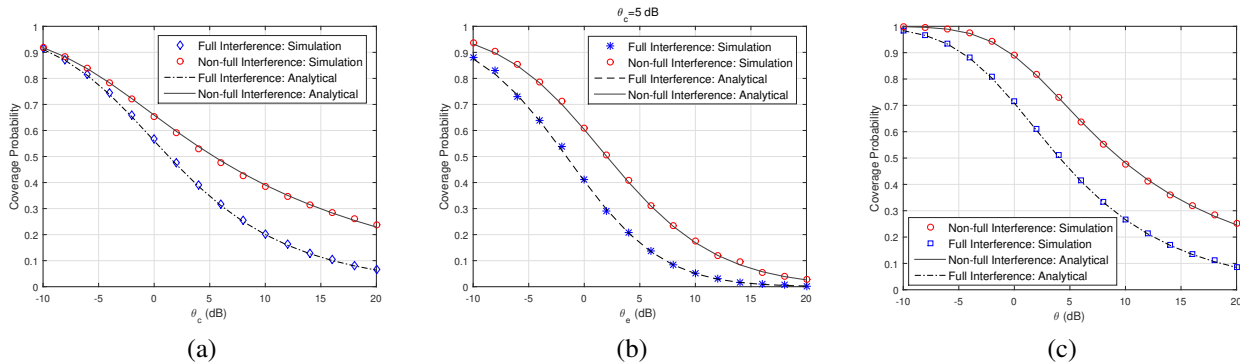 Coverage Probability
1
0.9
0.8
0.7
0.6
0.5
0.4
0.3
0.2
0.1
0
-10
-5
0
5
10
15
20
θc (dB)
Full Interference: Simulation
Non-full Interference: Simulation
Full Interference: Analytical
Non-full Interference: Analytical
(a)
θc=5 dB
Coverage Probability
1
0.9
0.8
0.7
0.6
0.5
0.4
0.3
0.2
0.1
0
-10
-5
0
5
10
15
20
θe (dB)
Full Interference: Simulation
Non-full Interference: Simulation
Full Interference: Analytical
Non-full Interference: Analytical
(b)
Coverage Probability
1
0.9
0.8
0.7
0.6
0.5
0.4
0.3
0.2
0.1
0
-10
-5
0
5
10
15
20
θ (dB)
Non-full Interference: Simulation
Full Interference: Simulation
Non-full Interference: Analytical
Full Interference: Analytical
(c)